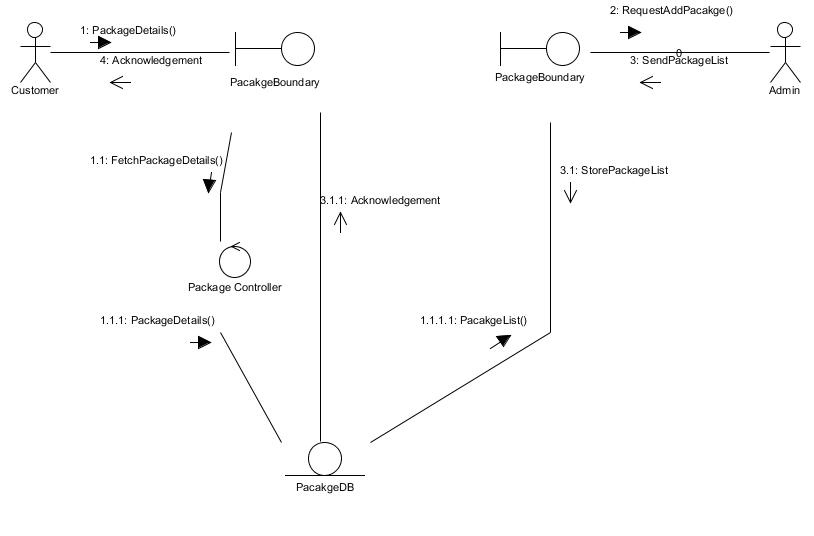 2: RequestAddPacakge()
1: PackageDetails()
0
4: Acknowledgement
3: SendPackageList
PacakgeBoundary
PackageBoundary
Customer
Admin
1.1: FetchPackageDetails()
3.1: StorePackageList
3.1.1: Acknowledgement
Package Controller
1.1.1: PackageDetails()
1.1.1.1: PacakgeList()
PacakgeDB